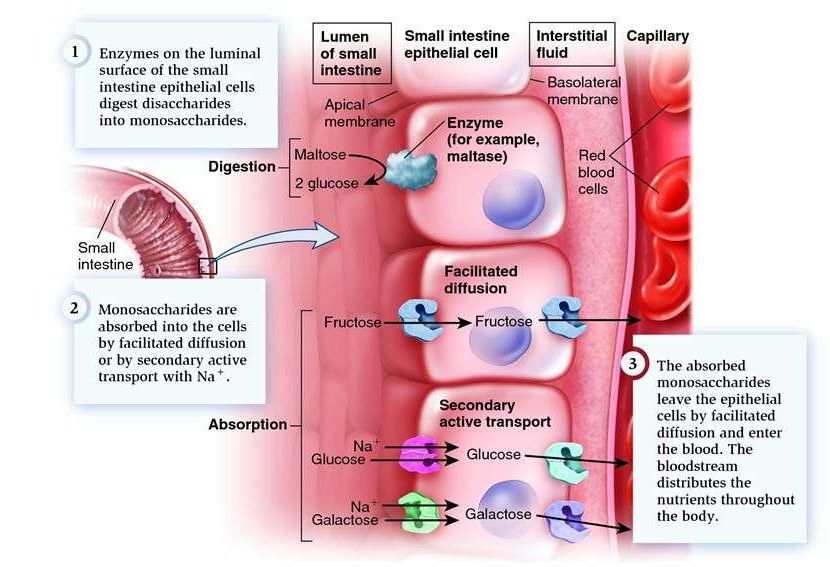 1
Enzymes on the luminal
surface of the small
intestine epithelial cells
digest disaccharides
into monosaccharides.
Lumen
of small
intestine
Small intestine
epithelial cell
Interstitial
fluid
Capillary
Apical
membrane
Basolateral
membrane
Enzyme
(for example,
maltase)
Digestion
Maltose
2 glucose
Red
blood
cells
Small
intestine
2
Monosaccharides are
absorbed into the cells
by facilitated diffusion
or by secondary active
transport with Na⁺.
Facilitated
diffusion
Fructose
Fructose
Absorption
Secondary
active transport
Na⁺
Glucose
Glucose
Na⁺
Galactose
Galactose
3
The absorbed
monosaccharides
leave the epithelial
cells by facilitated
diffusion and enter
the blood. The
bloodstream
distributes the
nutrients throughout
the body.